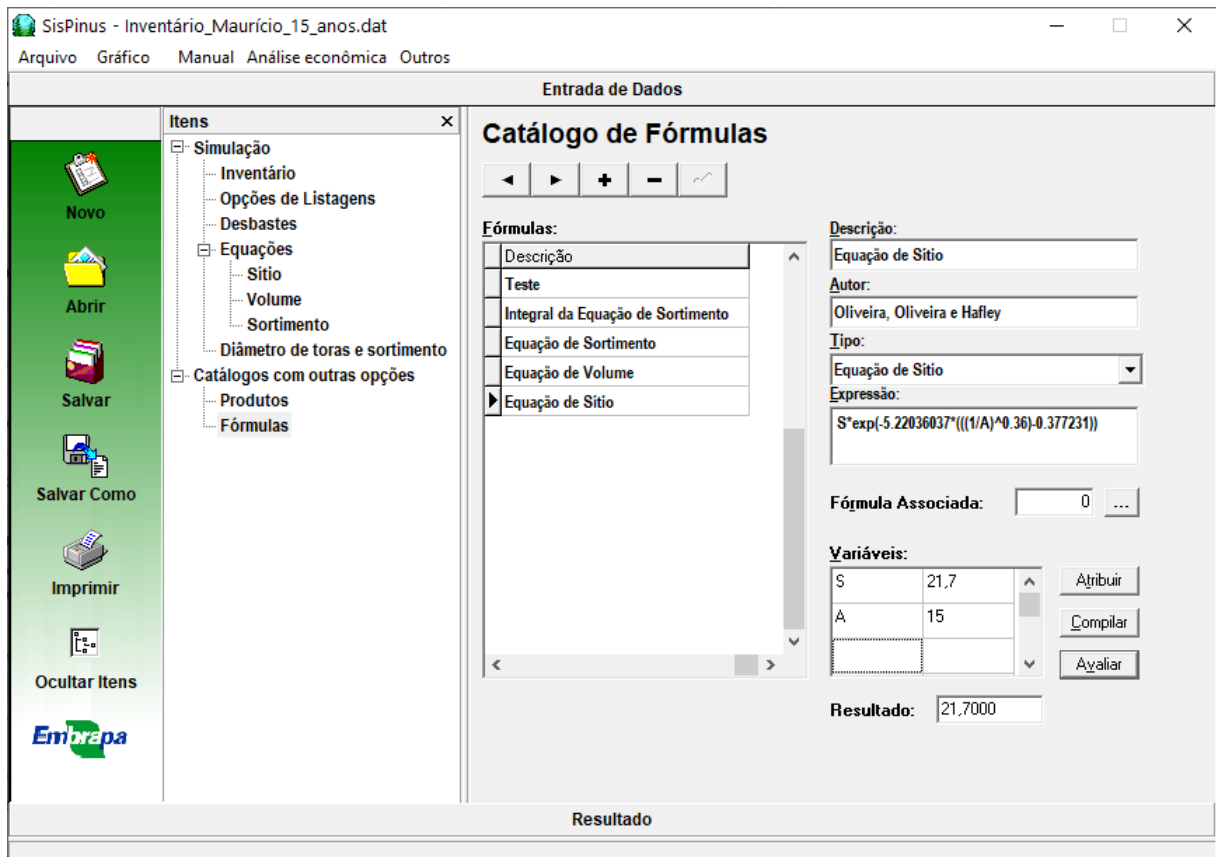 SisPinus - Inventário_Maurício_15_anos.dat
Arquivo Gráfico Manual Análise econômica Outros
Entrada de Dados
Novo
Abrir
Salvar
Salvar Como
Imprimir
Ocultar Itens
Embrapa
Itens
Simulação
Inventário
Opções de Listagens
Desbastes
Equações
Sítio
Volume
Sortimento
Diâmetro de toras e sortimento
Catálogos com outras opções
Produtos
Fórmulas
Catálogo de Fórmulas
Fórmulas:
Descrição
Teste
Integral da Equação de Sortimento
Equação de Sortimento
Equação de Volume
Equação de Sítio
Descrição:
Equação de Sítio
Autor:
Oliveira, Oliveira e Hafley
Tipo:
Equação de Sítio
Expressão:
S*exp(-5.22036037*(((1/A)^0.36)-0.377231))
Fórmula Associada: 0 ...
Variáveis:
S 21,7
A 15
Atribuir
Compilar
Avaliar
Resultado: 21,7000
Resultado